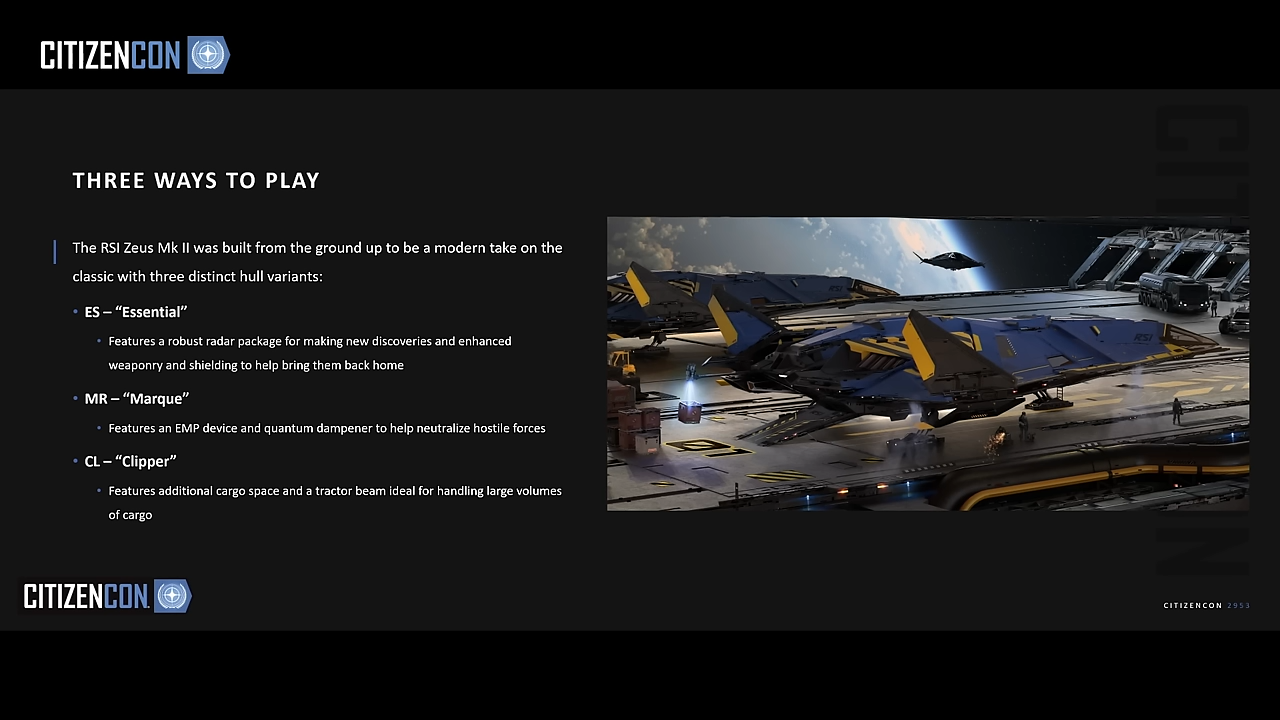 CITIZENCON
THREE WAYS TO PLAY
The RSI Zeus Mk II was built from the ground up to be a modern take on the
classic with three distinct hull variants:
• ES – “Essential”
• Features a robust radar package for making new discoveries and enhanced
weaponry and shielding to help bring them back home
• MR – “Marque”
• Features an EMP device and quantum dampener to help neutralize hostile forces
• CL – “Clipper”
• Features additional cargo space and a tractor beam ideal for handling large volumes
of cargo
RSI
RSI
CIT
N
CITIZENCON
CITIZENCON 2953